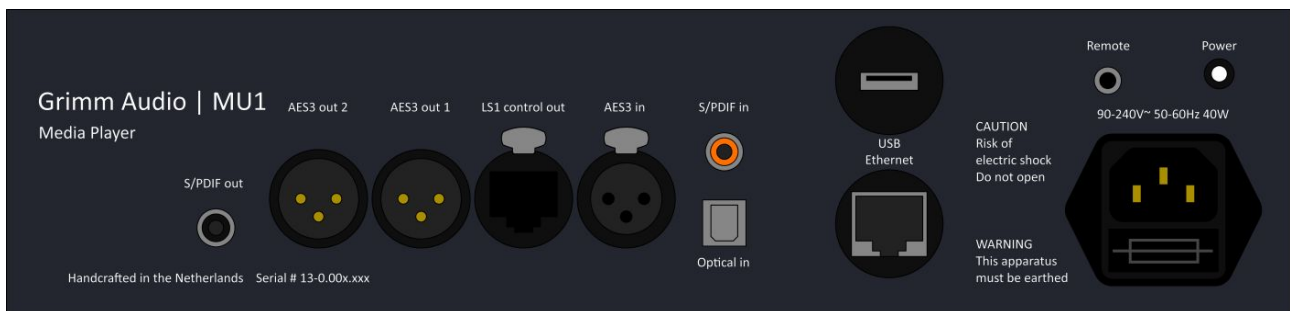 Grimm Audio | MU1
Media Player
S/PDIF out
AES3 out 2
AES3 out 1
LS1 control out
AES3 in
S/PDIF in
Optical in
USB
Ethernet
CAUTION
Risk of
electric shock
Do not open
WARNING
This apparatus
must be earthed
Remote
Power
90-240V~ 50-60Hz 40W
Handcrafted in the Netherlands Serial # 13-0.00x.xxx